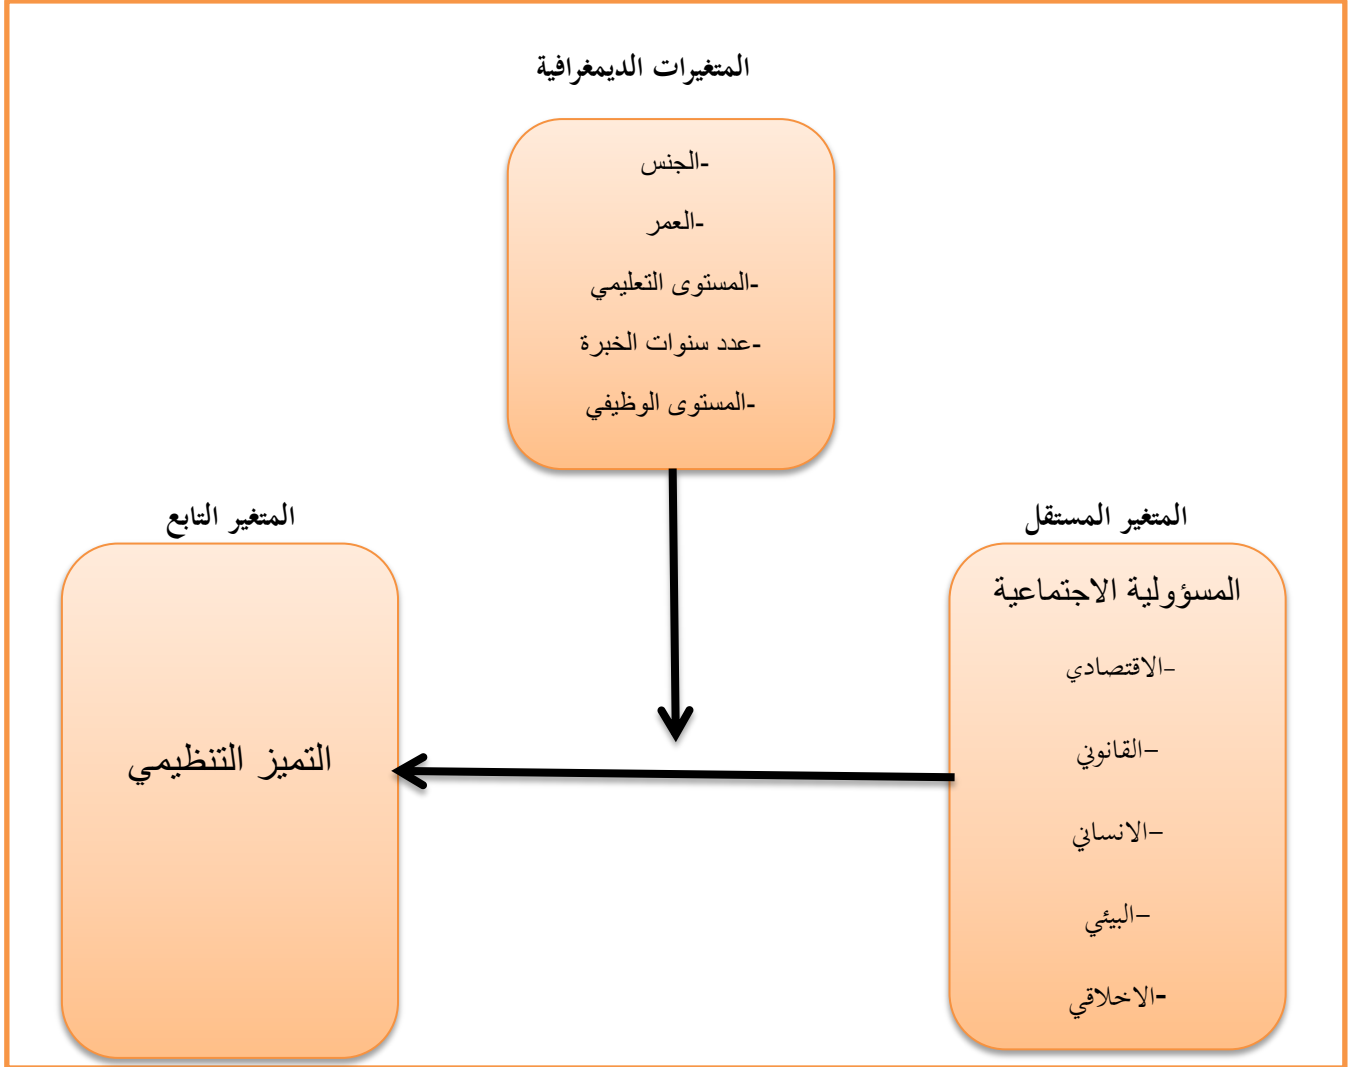 المتغيرات الديمغرافية
-الجنس
-العمر
-المستوى التعليمي
-عدد سنوات الخبرة
-المستوى الوظيفي
المتغير المستقل
المسؤولية الاجتماعية
-الاقتصادي
-القانوني
-الانساني
-البيئي
-الاخلاقي
المتغير التابع
التميز التنظيمي